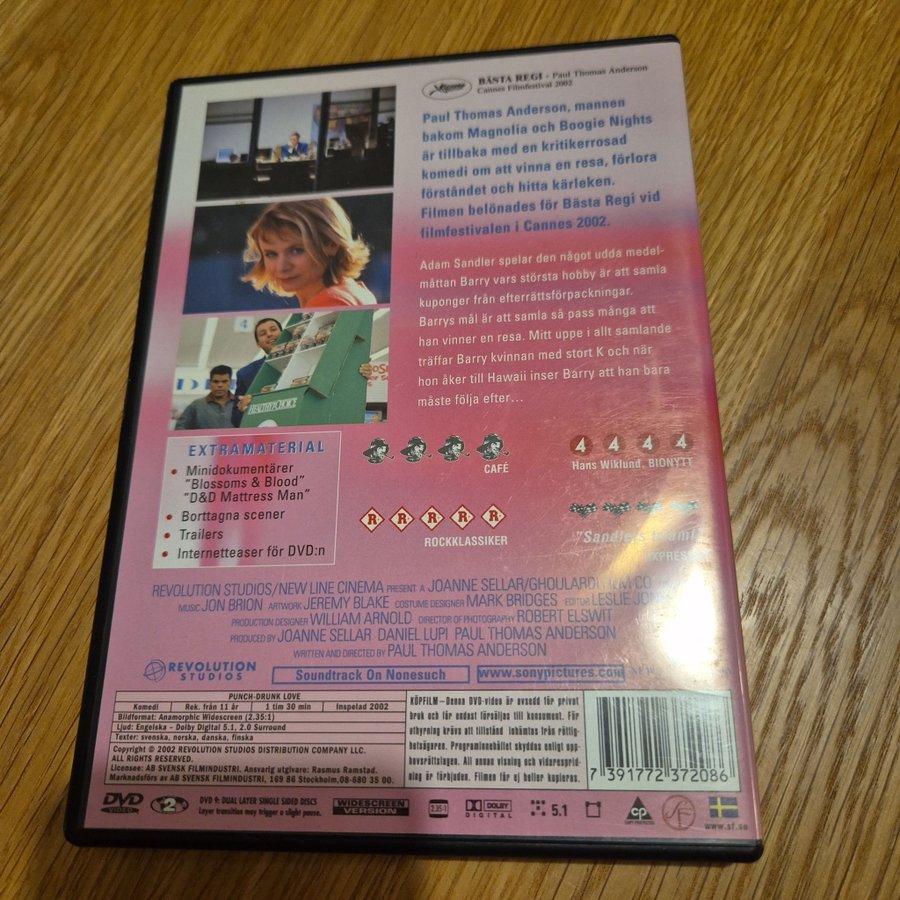 BÄSTA REGI - Paul Thomas Anderson
Cannes Filmfestival 2002
Paul Thomas Anderson, mannen
bakom Magnolia och Boogie Nights
är tillbaka med en kritikerrosad
komedi om att vinna en resa, förlora
förståndet och hitta kärleken.
Filmen belönades för Bästa Regi vid
filmfestivalen i Cannes 2002.
Adam Sandler spelar den något udda medel-
måttan Barry vars största hobby är att samla
kuponger från efterrättsförpackningar.
Barrys mål är att samla så pass många att
han vinner en resa. Mitt uppe i allt samlande
träffar Barry kvinnan med stort K och när
hon åker till Hawaii inser Barry att han bara
måste följa efter...
4
HEALTHY CHOICE
EXTRAMATERIAL
• Minidokumentärer
"Blossoms & Blood"
"D&D Mattress Man"
• Borttagna scener
• Trailers
• Internetteaser för DVD:n
CAFÉ
4 4 4 4
Hans Wiklund, BIONYTT
R R R R R
ROCKKLASSIKER
"Sandler
EXPRESSEN
REVOLUTION STUDIOS/NEW LINE CINEMA PRESENT A JOANNE SELLAR/GHOULARDI FILM CO.
MUSIC JON BRION ARTWORK JEREMY BLAKE COSTUME DESIGNER MARK BRIDGES EDITOR LESLIE JONES
PRODUCTION DESIGNER WILLIAM ARNOLD DIRECTOR OF PHOTOGRAPHY ROBERT ELSWIT
PRODUCED BY JOANNE SELLAR DANIEL LUPI PAUL THOMAS ANDERSON
WRITTEN AND DIRECTED BY PAUL THOMAS ANDERSON
REVOLUTION STUDIOS
Soundtrack On Nonesuch
www.sonypictures.com
PUNCH-DRUNK LOVE
Komedi Rek. från 11 år 1 tim 30 min Inspelad 2002
Bildformat: Anamorphic Widescreen (2.35:1)
Ljud: Engelska - Dolby Digital 5.1, 2.0 Surround
Texter: svenska, norska, danska, finska
Copyright © 2002 REVOLUTION STUDIOS DISTRIBUTION COMPANY LLC.
ALL RIGHTS RESERVED.
Licensee: AB SVENSK FILMINDUSTRI. Ansvarig utgivare: Rasmus Ramstad.
Marknadsförs av AB SVENSK FILMINDUSTRI, 169 86 Stockholm, 08-680 35 00.
KÖPFILM – Denna DVD-video är avsedd för privat
bruk och får endast försäljas till konsument. För
uthyrning krävs att tillstånd inhämtas från rättig-
hetsägaren. Programinnehållet skyddas enligt upp-
hovsrättslagen. All annan visning och vidaresprid-
ning är förbjuden. Filmen får ej heller kopieras.
7 391772 372086
DVD VIDEO
2
DVD 9: DUAL LAYER SINGLE SIDED DISCS
Layer transitions may trigger a slight pause.
WIDESCREEN VERSION
2.35:1
DOLBY DIGITAL
5.1
cp
COPY PROTECTED
SF
www.sf.se